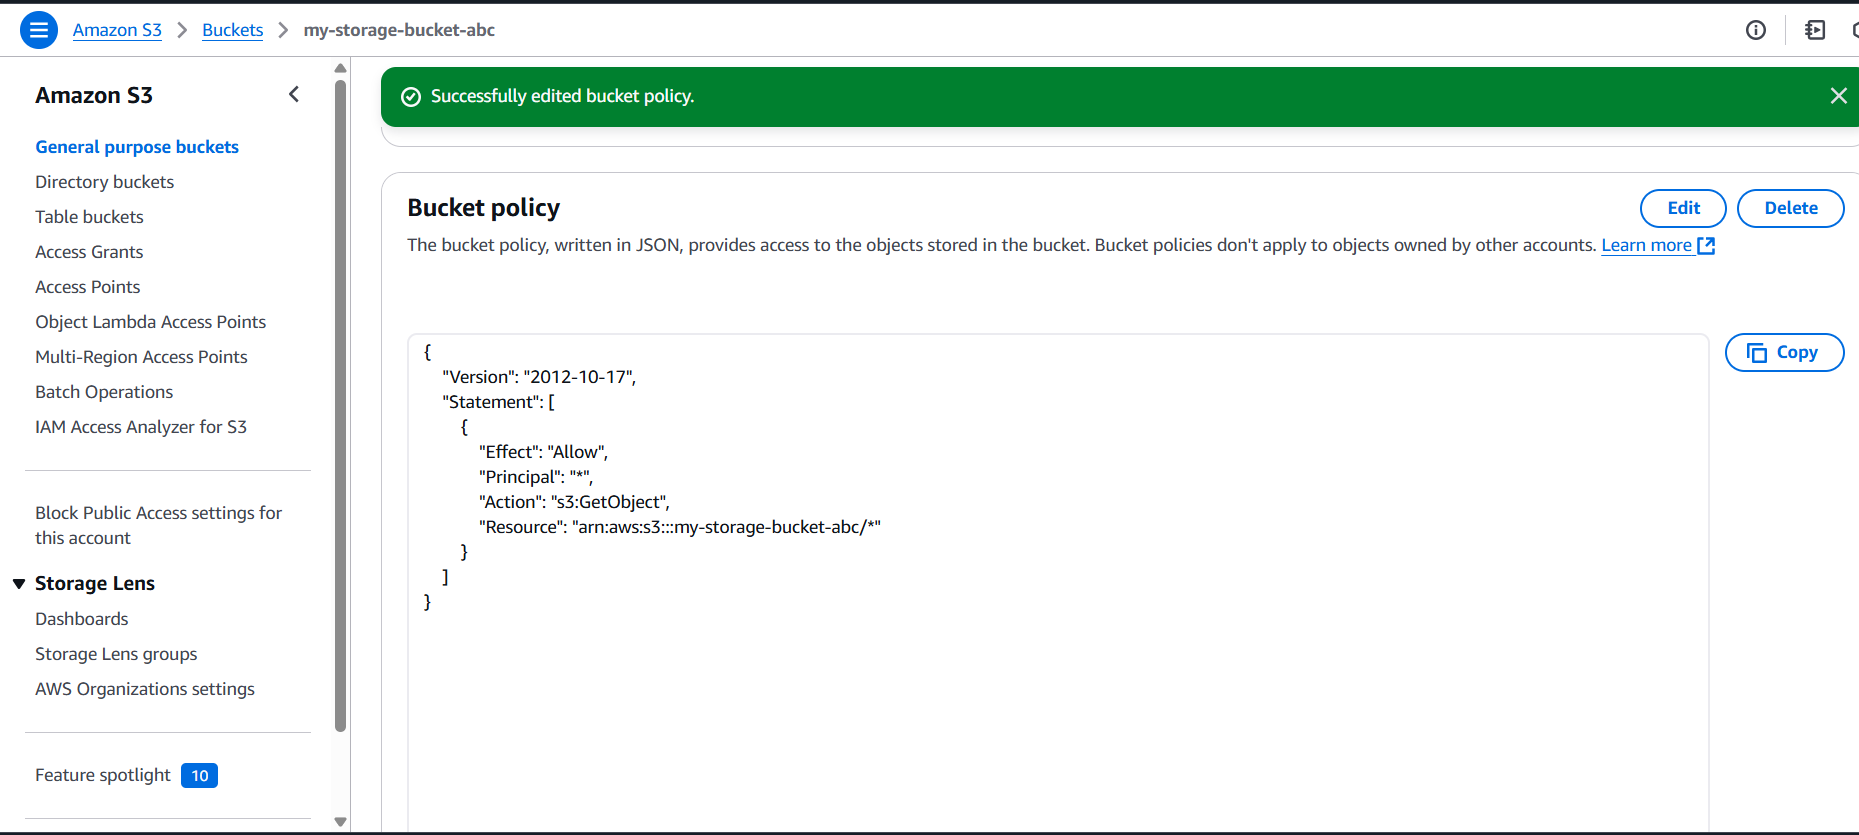 Amazon S3 > Buckets > my-storage-bucket-abc
Amazon S3
General purpose buckets
Directory buckets
Table buckets
Access Grants
Access Points
Object Lambda Access Points
Multi-Region Access Points
Batch Operations
IAM Access Analyzer for S3
Block Public Access settings for
this account
Storage Lens
Dashboards
Storage Lens groups
AWS Organizations settings
Feature spotlight 10
Successfully edited bucket policy.
Bucket policy
Edit
Delete
The bucket policy, written in JSON, provides access to the objects stored in the bucket. Bucket policies don't apply to objects owned by other accounts. Learn more
Copy
{
"Version": "2012-10-17",
"Statement": [
{
"Effect": "Allow",
"Principal": "*",
"Action": "s3:GetObject",
"Resource": "arn:aws:s3:::my-storage-bucket-abc/*"
}
]
}